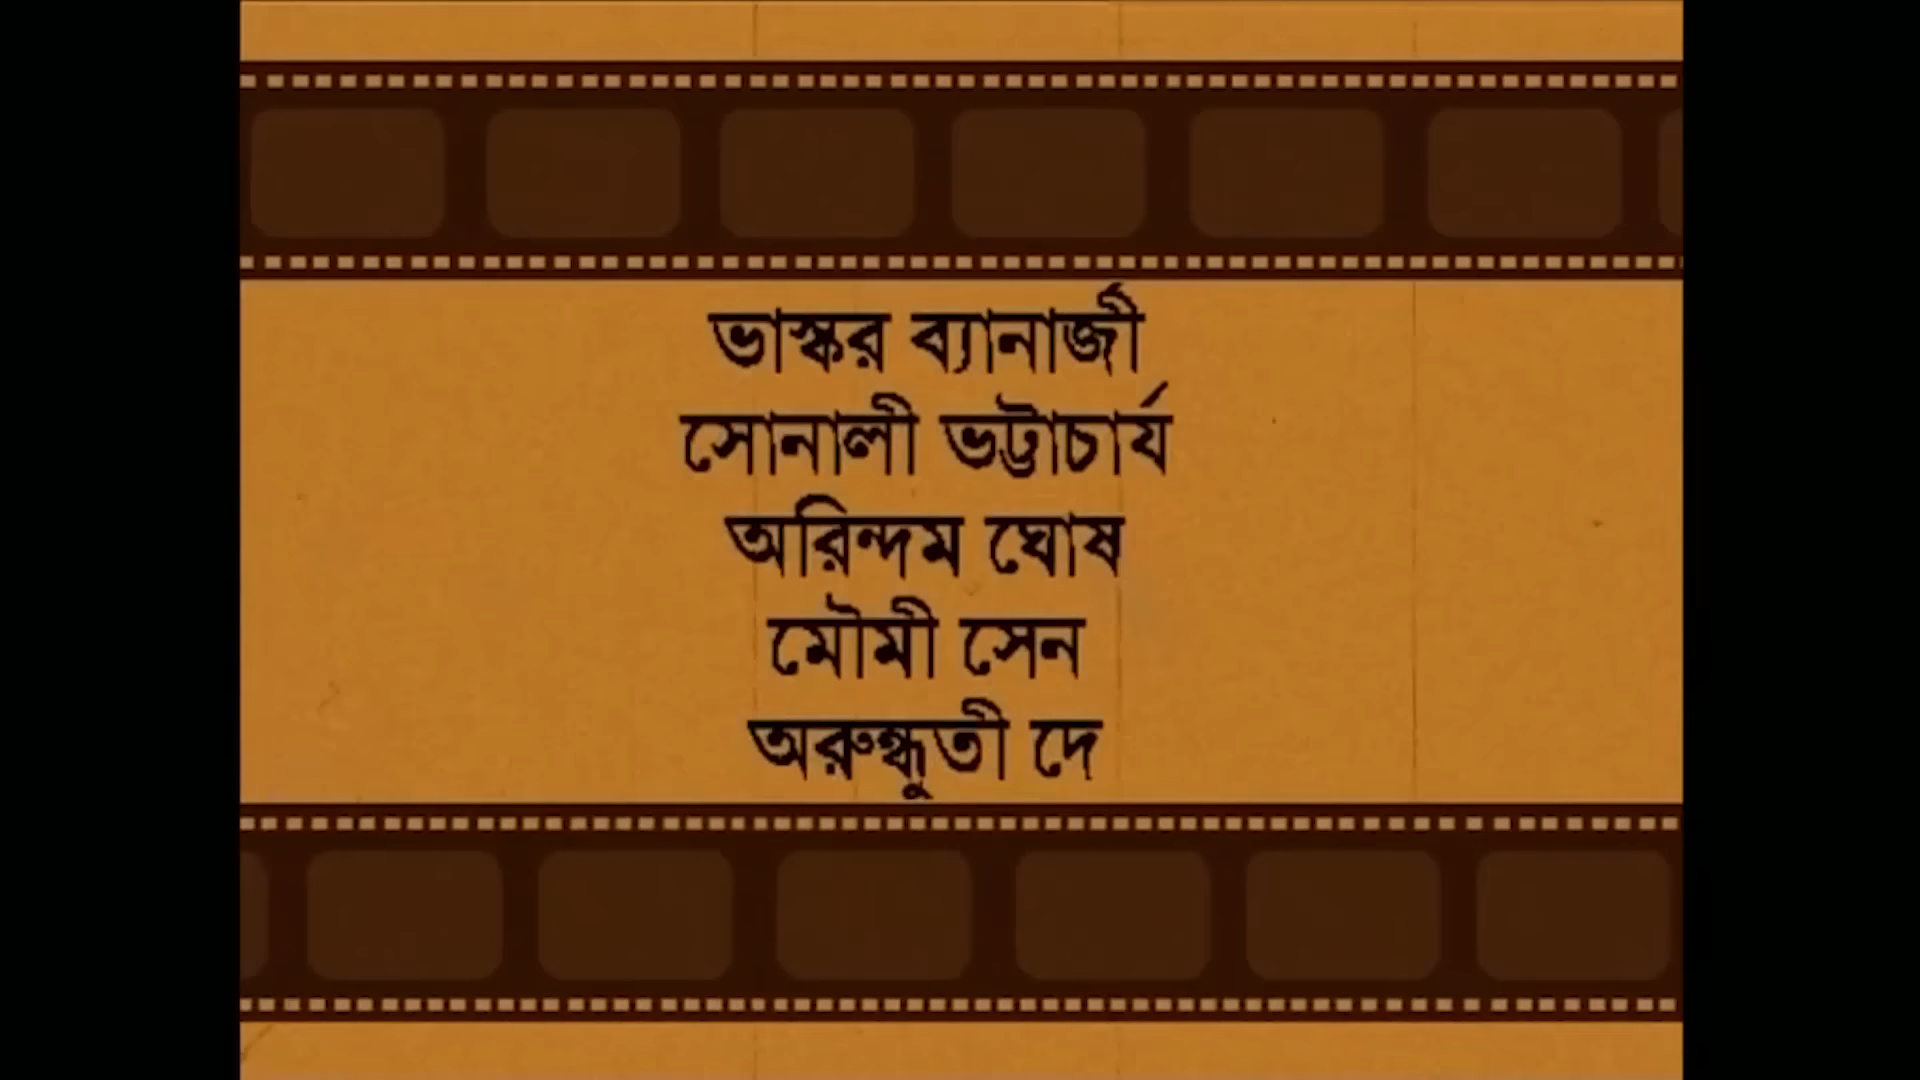 ভাস্কর ব্যানার্জী
সোনালী ভট্টাচার্য
অরিন্দম ঘোষ
মৌমী সেন
অরুন্ধুতী দে